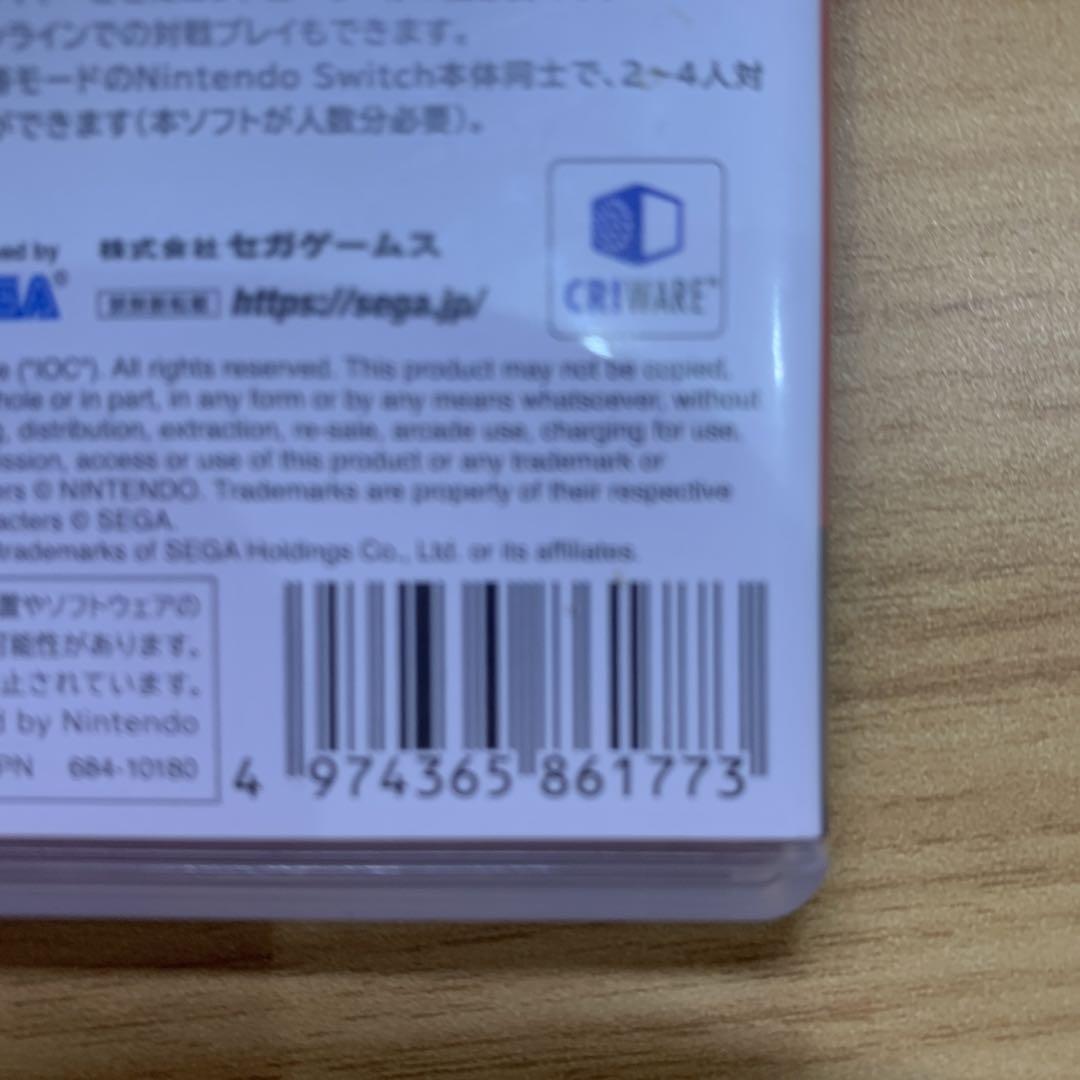 ラインでの対戦プレイもできます。
モードのNintendo Switch本体同士で、2~4人対
ができます(本ソフトが人数分必要)。
CRIWARE™
ed by
株式会社 セガゲームス
https://sega.jp/
("IOC"). All rights reserved. This product may not be copied,
hole or in part, in any form or by any means whatsoever, without
, distribution, extraction, re-sale, arcade use, charging for use,
ssion, access or use of this product or any trademark or
ers © NINTENDO. Trademarks are property of their respective
acters © SEGA.
trademarks of SEGA Holdings Co., Ltd. or its affiliates.
置やソフトウェアの
可能性があります。
止されています。
d by Nintendo
PN 684-10180
4 974365 861773